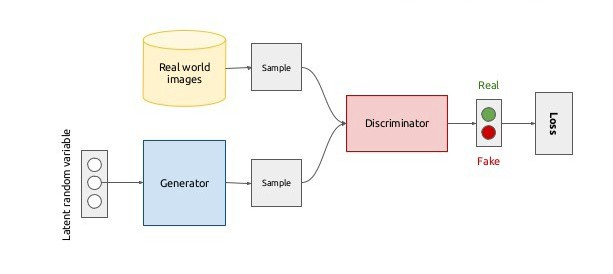 Real world
images
Sample
Real
Discriminator
Loss
Fake
Latent random variable
Generator
Sample